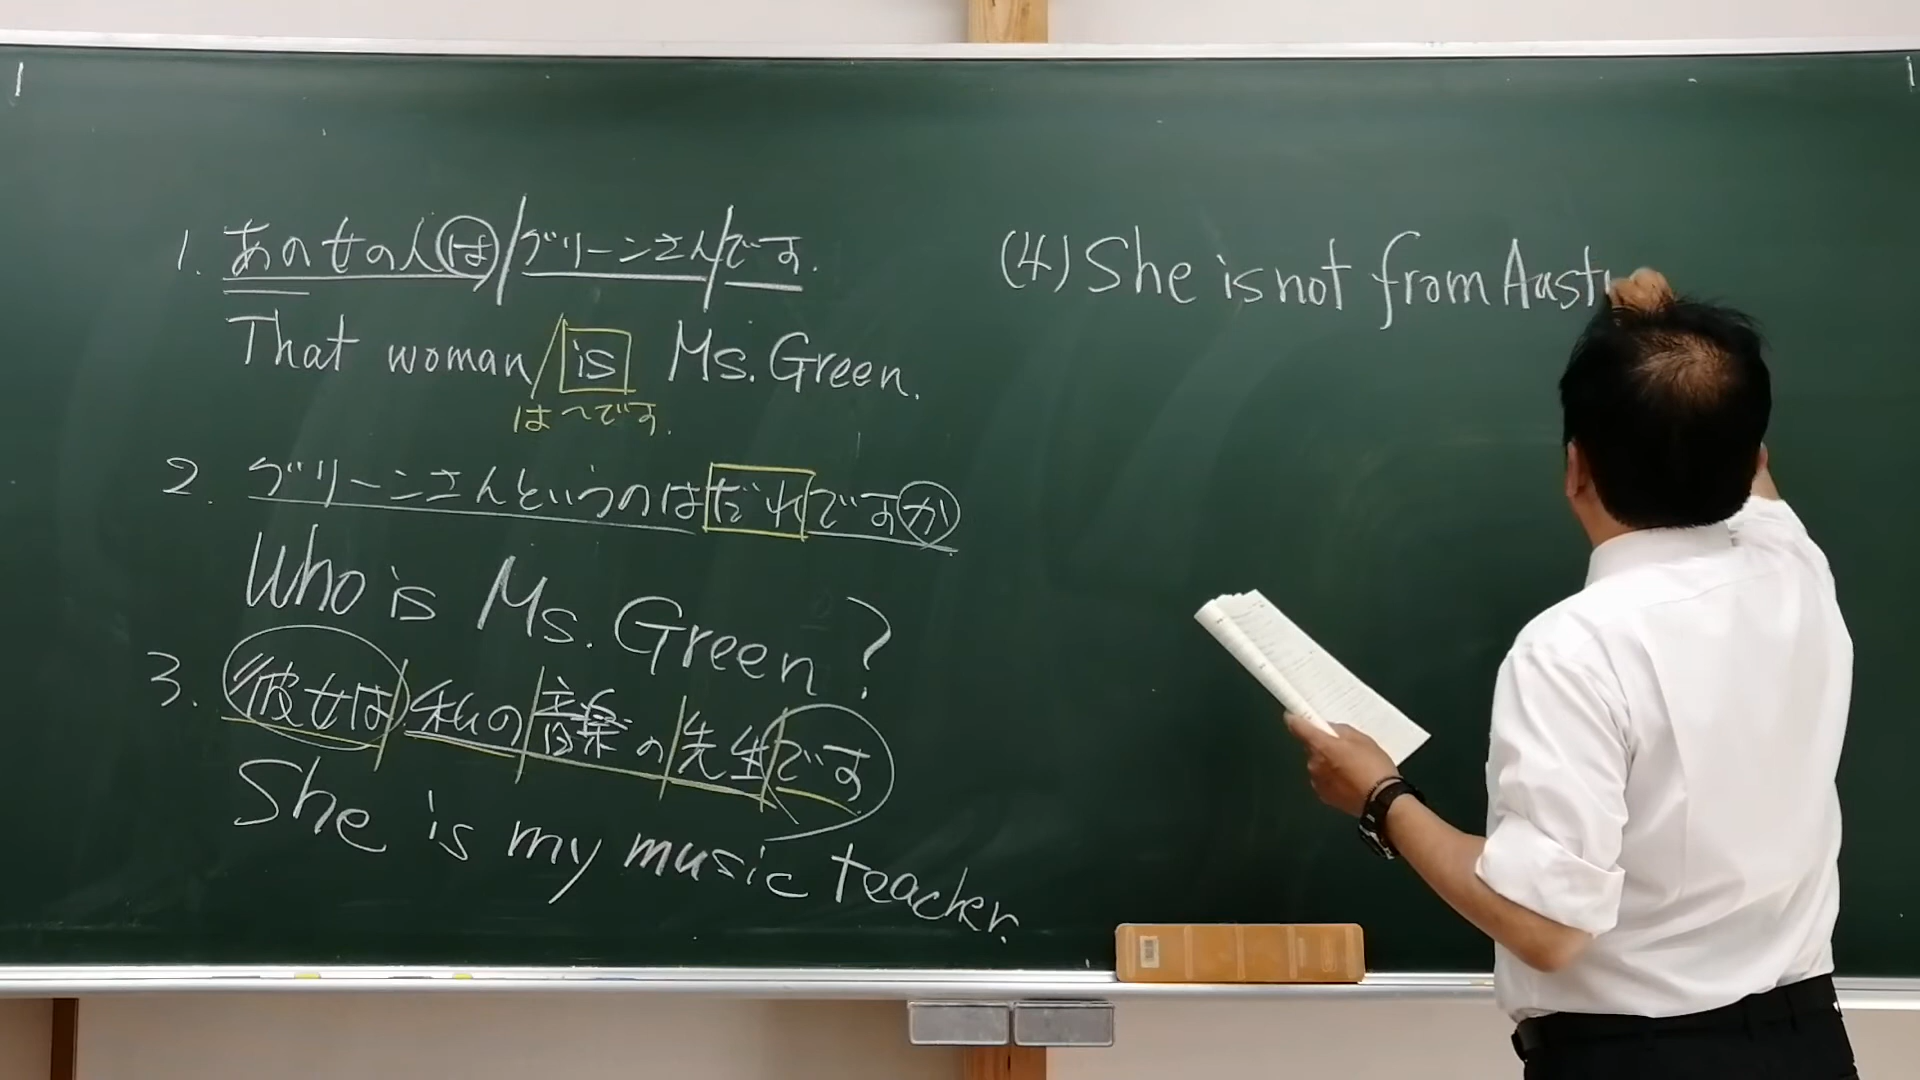 1. あの女の人は/グリーンさん/です.
That woman / is Ms. Green.
は〜です.
2. グリーンさんというのはだれですか
Who is Ms. Green?
3. 彼女は私の音楽の先生です
She is my music teacher.
(4) She is not from Aust